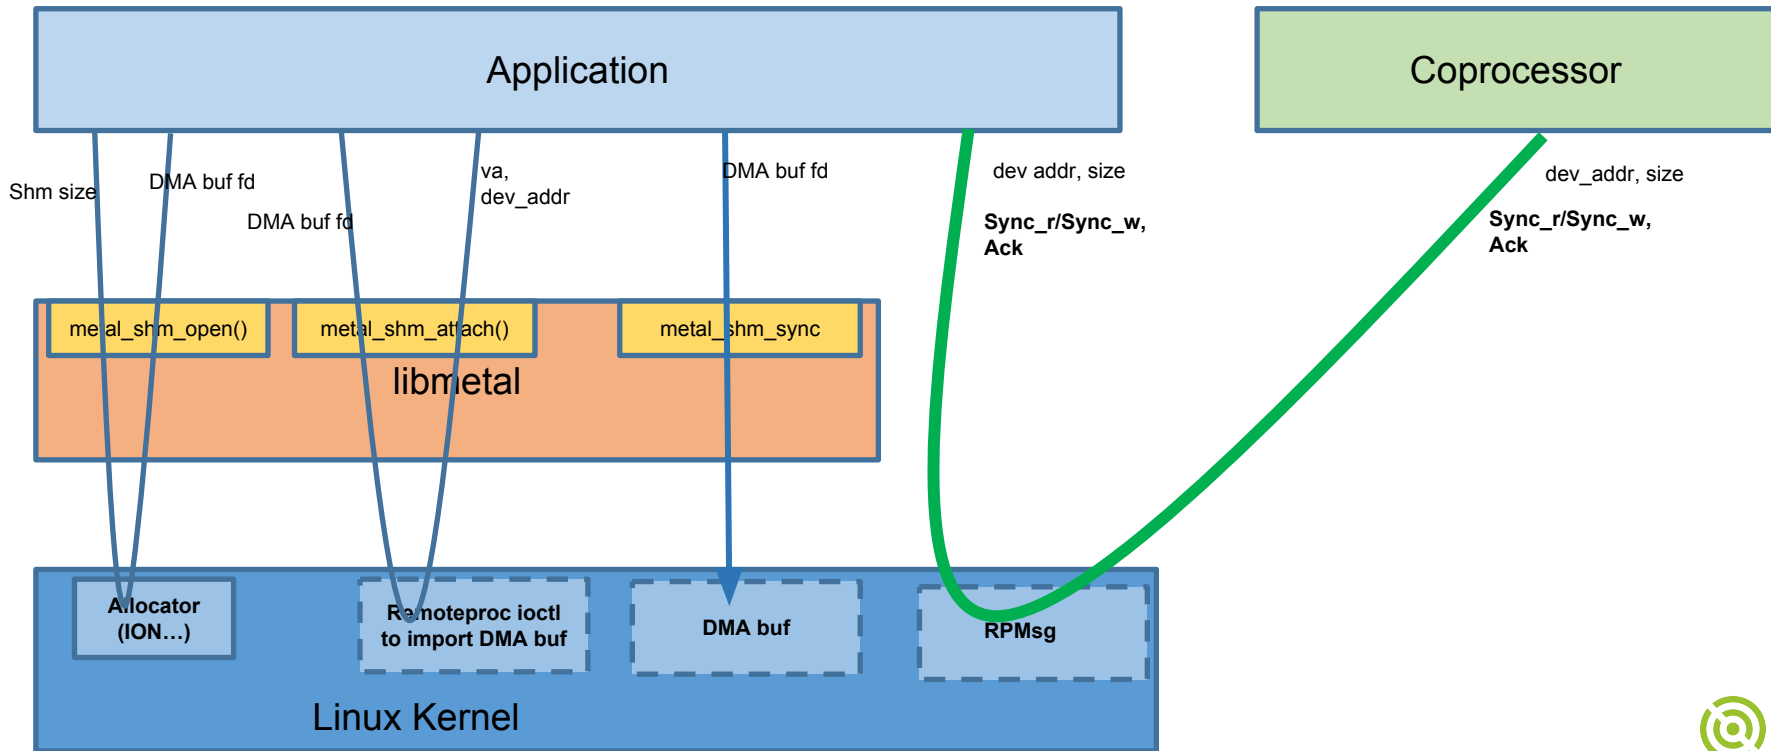 Application
Coprocessor
Shm size
DMA buf fd
DMA buf fd
va,
dev_addr
DMA buf fd
dev addr, size
Sync_r/Sync_w,
Ack
dev_addr, size
Sync_r/Sync_w,
Ack
metal_shm_open()
metal_shm_attach()
metal_shm_sync
libmetal
Allocator
(ION…)
Remoteproc ioctl
to import DMA buf
DMA buf
RPMsg
Linux Kernel